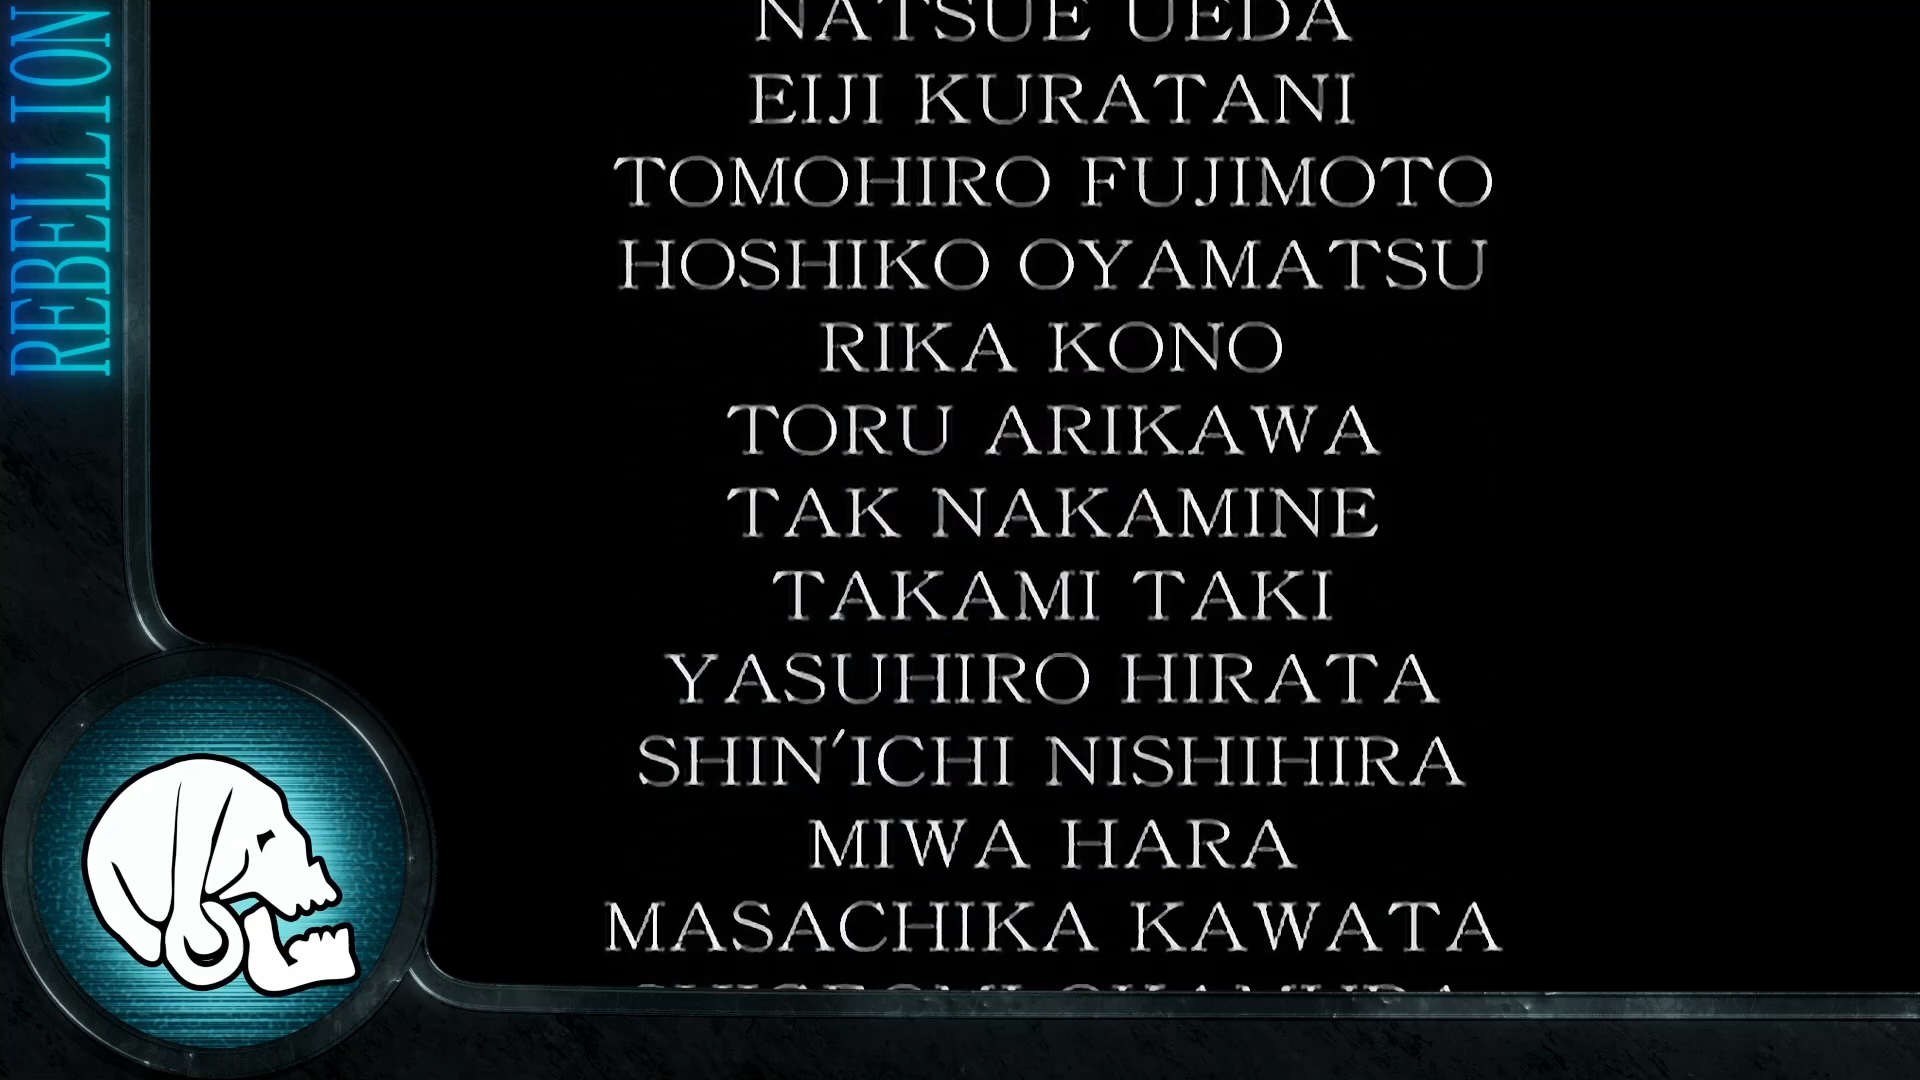 REBELLION
NATSUE UEDA
EIJI KURATANI
TOMOHIRO FUJIMOTO
HOSHIKO OYAMATSU
RIKA KONO
TORU ARIKAWA
TAK NAKAMINE
TAKAMI TAKI
YASUHIRO HIRATA
SHIN'ICHI NISHIHIRA
MIWA HARA
MASACHIKA KAWATA